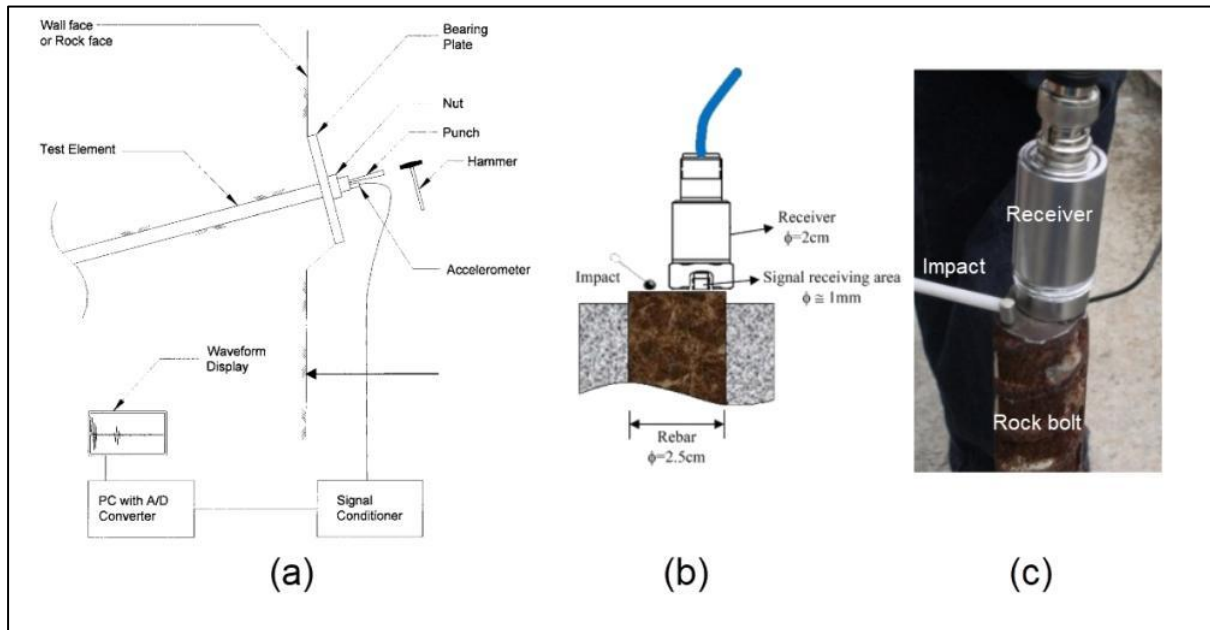 Wall face
or Rock face
Bearing
Plate
Nut
Punch
Test Element
Hammer
Accelerometer
Waveform
Display
PC with A/D
Converter
Signal
Conditioner
(a)
Receiver
ϕ=2cm
Impact
Signal receiving area
ϕ ≅ 1mm
Rebar
ϕ=2.5cm
(b)
Receiver
Impact
Rock bolt
(c)